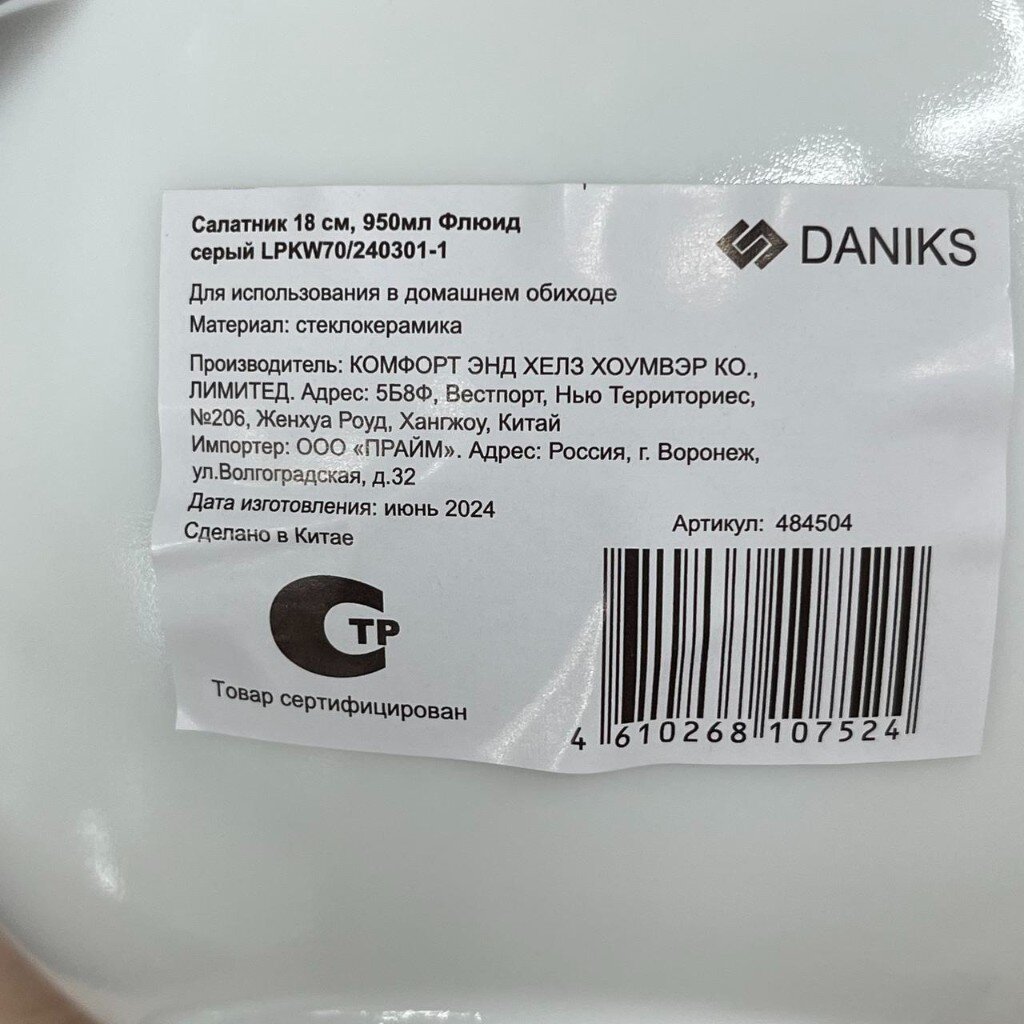 Салатник 18 см, 950мл Флюид
серый LPKW70/240301-1
DANIKS
Для использования в домашнем обиходе
Материал: стеклокерамика
Производитель: КОМФОРТ ЭНД ХЕЛЗ ХОУМВЭР КО.,
ЛИМИТЕД. Адрес: 5Б8Ф, Вестпорт, Нью Территориес,
№206, Женхуа Роуд, Хангжоу, Китай
Импортер: ООО «ПРАЙМ». Адрес: Россия, г. Воронеж,
ул.Волгоградская, д.32
Дата изготовления: июнь 2024
Сделано в Китае
Артикул: 484504
СТР
Товар сертифицирован
4 610268 107524